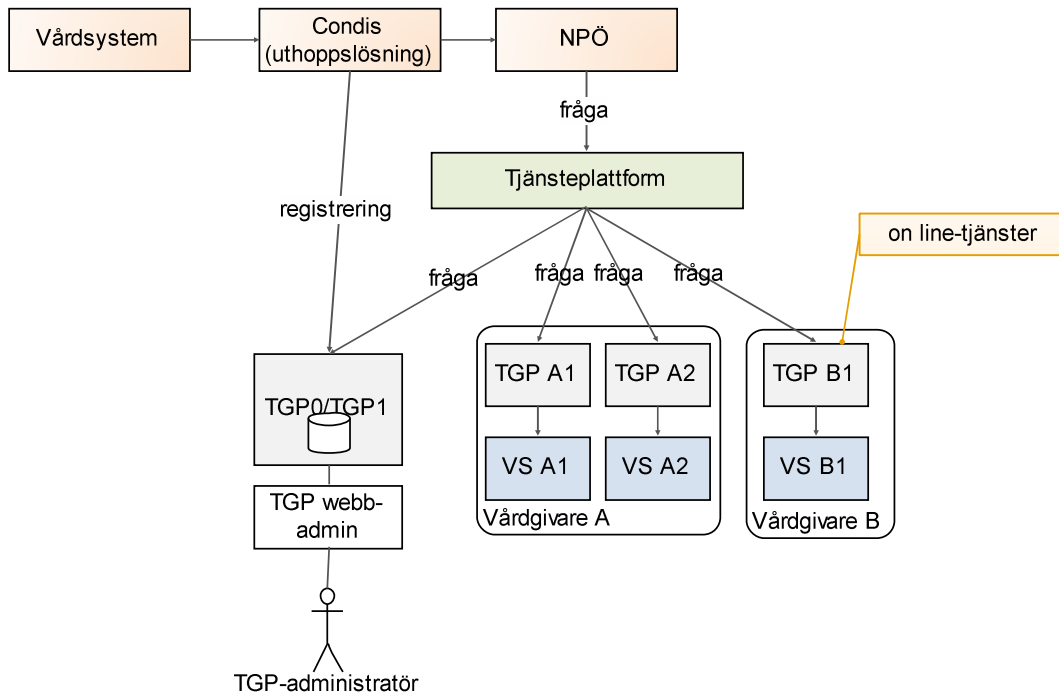 Vårdsystem
Condis
(uthoppslösning)
NPÖ
fråga
Tjänsteplattform
registrering
on line-tjänster
fråga
fråga
fråga
fråga
TGP A1
TGP A2
TGP B1
TGP0/TGP1
VS A1
VS A2
VS B1
TGP webb-
admin
Vårdgivare A
Vårdgivare B
TGP-administratör